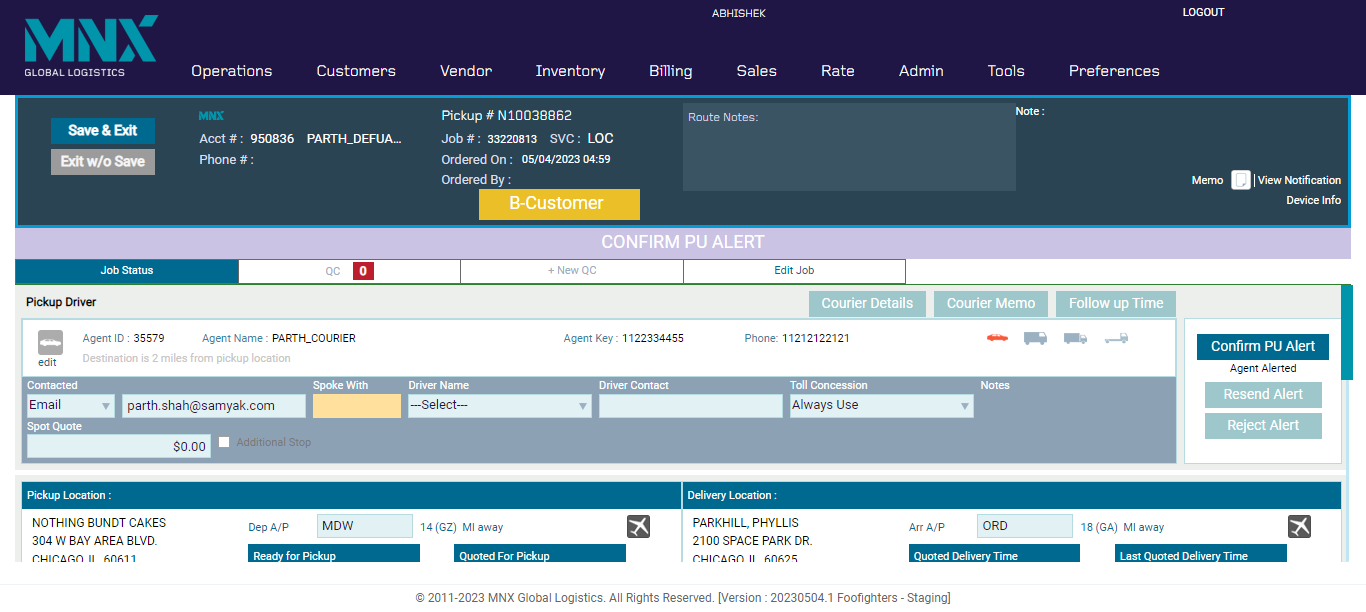 ABHISHEK
LOGOUT
MNX
GLOBAL LOGISTICS
Operations Customers Vendor Inventory Billing Sales Rate Admin Tools Preferences
Save & Exit
Exit w/o Save
MNX
Acct # : 950836 PARTH_DEFUA...
Phone # :
Pickup # N10038862
Job # : 33220813 SVC : LOC
Ordered On : 05/04/2023 04:59
Ordered By :
B-Customer
Route Notes:
Note :
Memo View Notification
Device Info
CONFIRM PU ALERT
Job Status QC 0 + New QC Edit Job
Pickup Driver Courier Details Courier Memo Follow up Time
edit
Agent ID : 35579 Agent Name : PARTH_COURIER Agent Key : 1122334455 Phone: 11212122121
Destination is 2 miles from pickup location
Contacted Spoke With Driver Name Driver Contact Toll Concession Notes
Email parth.shah@samyak.com ---Select--- Always Use
Spot Quote
$0.00 Additional Stop
Confirm PU Alert
Agent Alerted
Resend Alert
Reject Alert
Pickup Location :
NOTHING BUNDT CAKES
304 W BAY AREA BLVD.
CHICAGO IL 60611
Dep A/P MDW 14 (GZ) MI away
Ready for Pickup Quoted For Pickup
Delivery Location :
PARKHILL, PHYLLIS
2100 SPACE PARK DR.
CHICAGO IL 60625
Arr A/P ORD 18 (GA) MI away
Quoted Delivery Time Last Quoted Delivery Time
© 2011-2023 MNX Global Logistics. All Rights Reserved. [Version : 20230504.1 Foofighters - Staging]